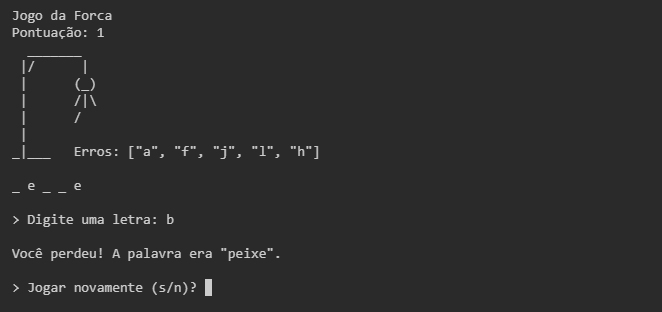 Jogo da Forca
Pontuação: 1
  _______
 |/      |
 |      (_)
 |      /|\
 |      /
 |
_|___   Erros: ["a", "f", "j", "l", "h"]
_ e _ _ e
> Digite uma letra: b
Você perdeu! A palavra era "peixe".
> Jogar novamente (s/n)?